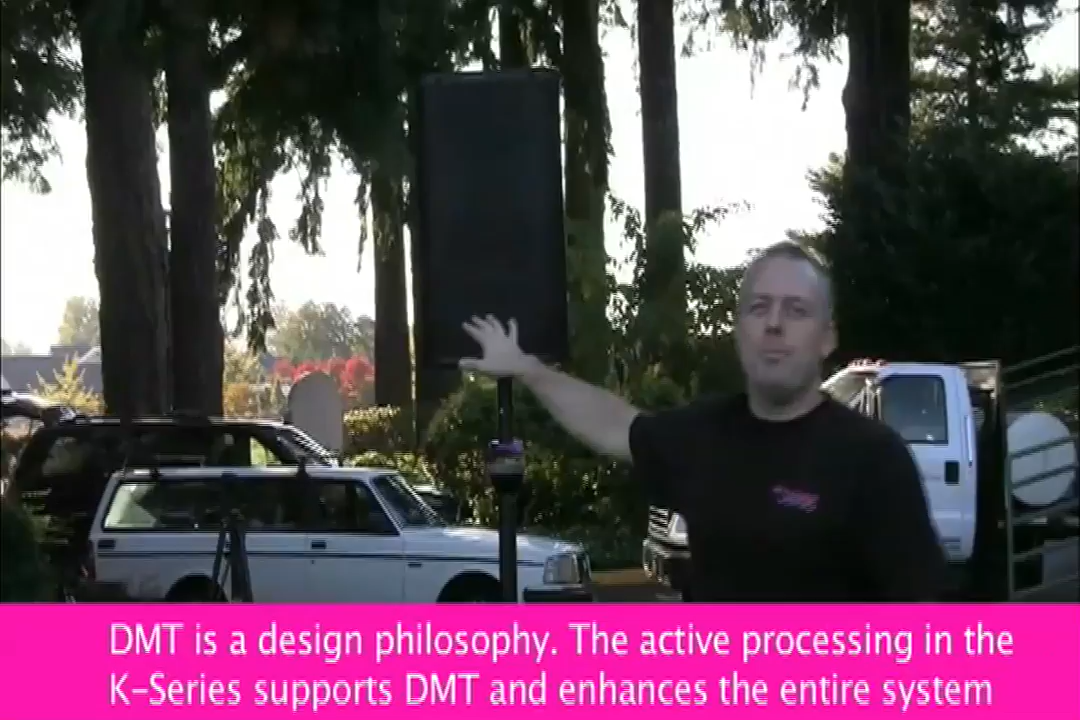 DMT is a design philosophy. The active processing in the
K-Series supports DMT and enhances the entire system